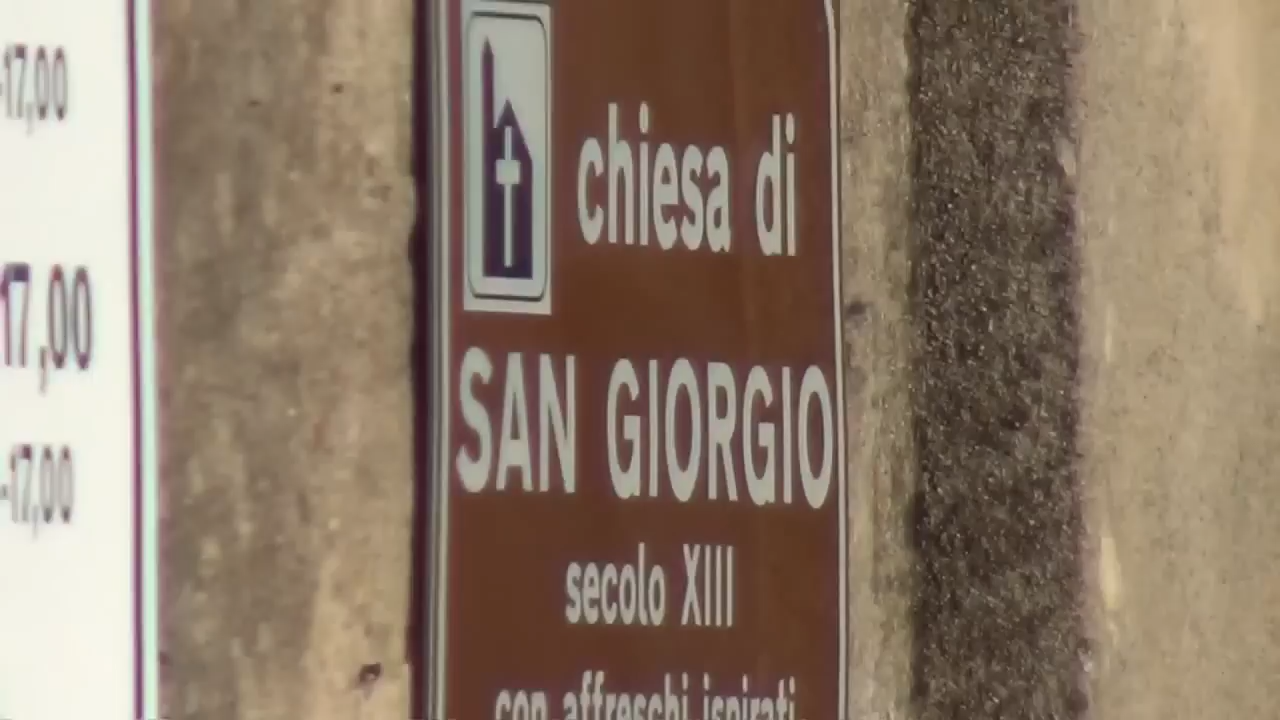 -17,00
17,00
-17,00
chiesa di
SAN GIORGIO
secolo XIII
con affreschi ispirati